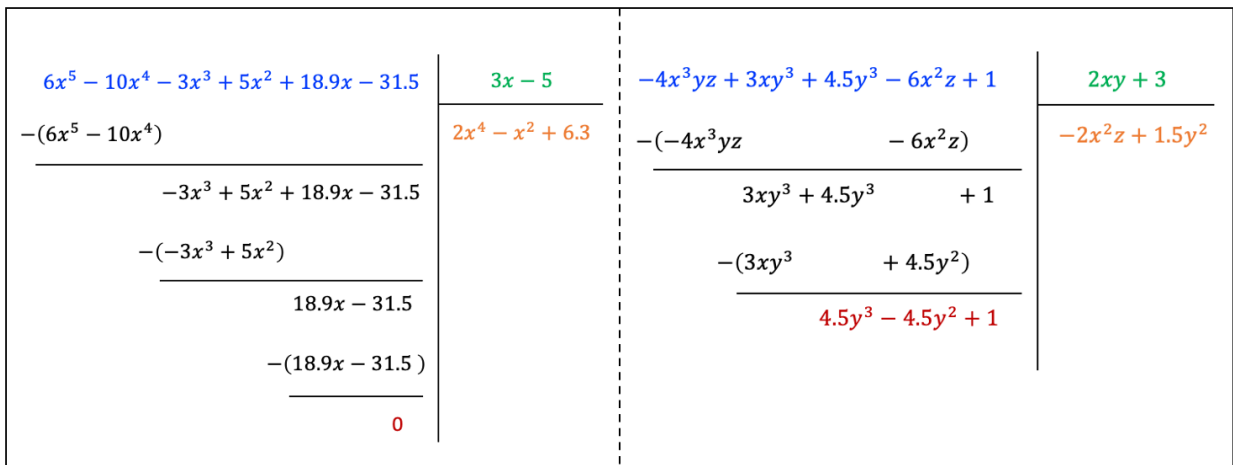 6x⁵ − 10x⁴ − 3x³ + 5x² + 18.9x − 31.5
3x − 5
−(6x⁵ − 10x⁴)
2x⁴ − x² + 6.3
−3x³ + 5x² + 18.9x − 31.5
−(−3x³ + 5x²)
18.9x − 31.5
−(18.9x − 31.5 )
0
−4x³yz + 3xy³ + 4.5y³ − 6x²z + 1
2xy + 3
−(−4x³yz − 6x²z)
−2x²z + 1.5y²
3xy³ + 4.5y³ + 1
−(3xy³ + 4.5y²)
4.5y³ − 4.5y² + 1